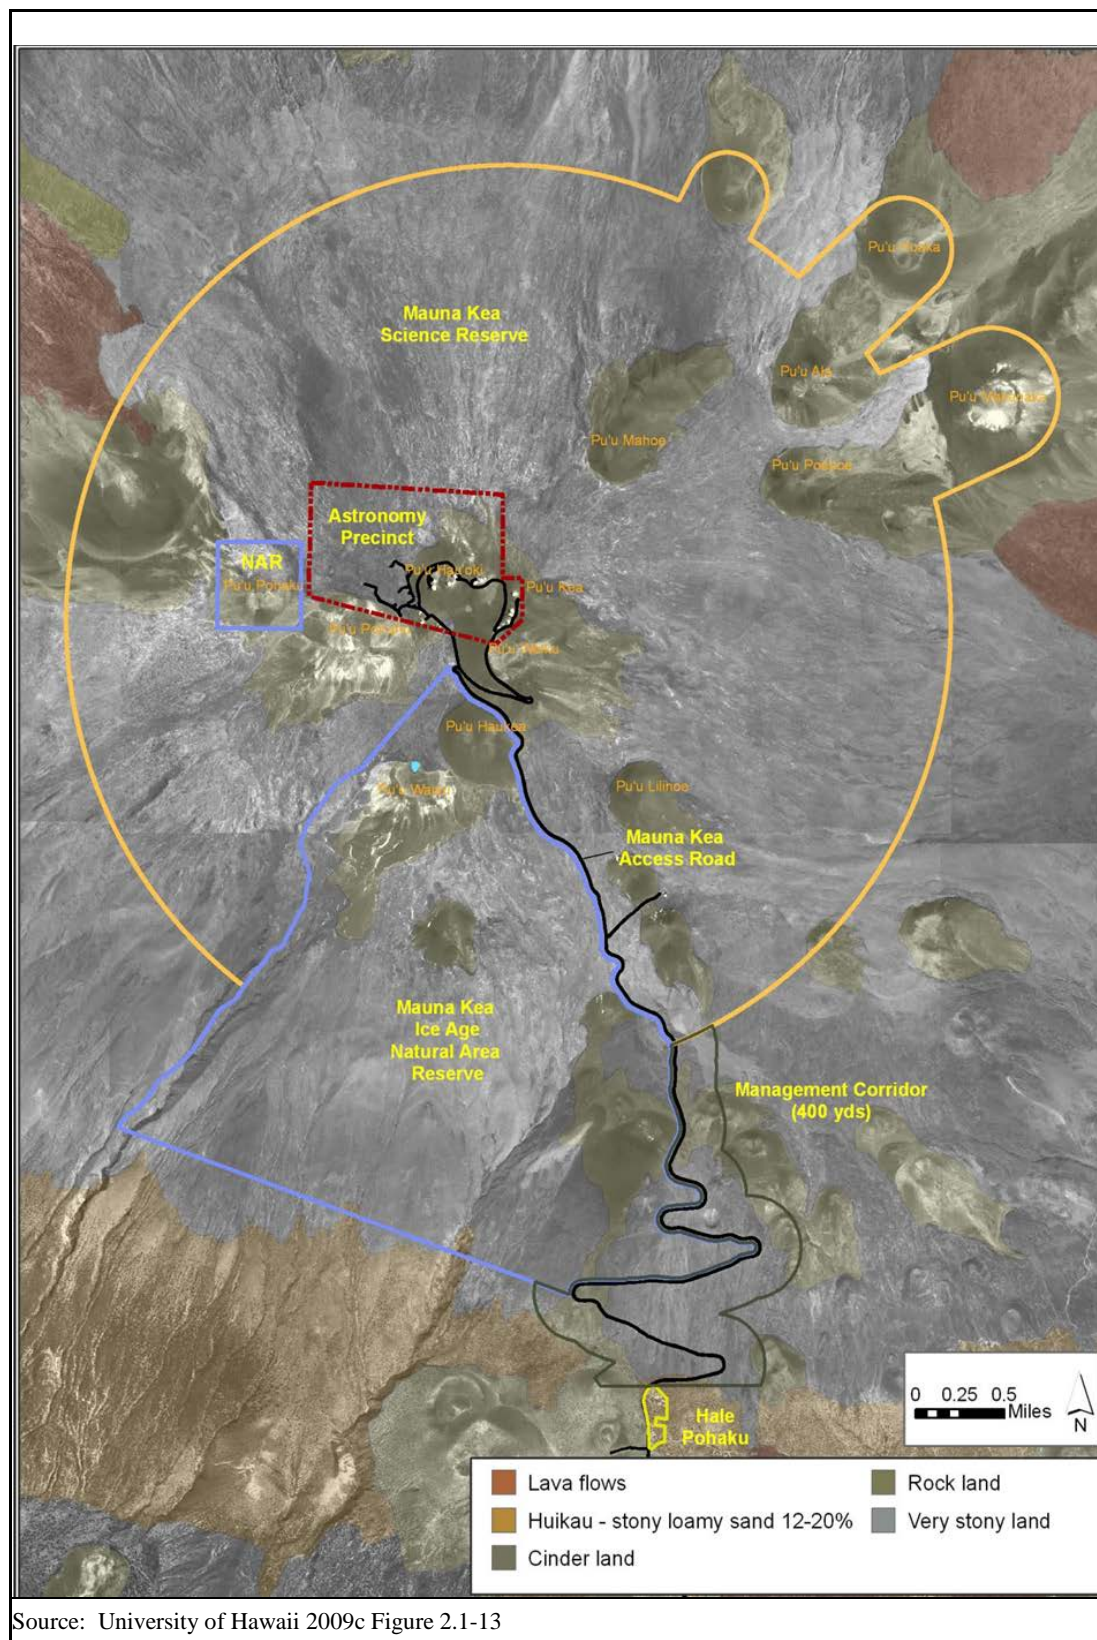 Pu'u Ala
Mauna Kea
Science Reserve
Pu'u Mahoe
Pu'u Poliahu
Astronomy
Precinct
NAR
Pu'u Hau'oki
Pu'u Pohaku
Pu'u Kea
Pu'u Haukea
Pu'u Waiau
Pu'u Lilinoe
Mauna Kea
Access Road
Mauna Kea
Ice Age
Natural Area
Reserve
Management Corridor
(400 yds)
0 0.25 0.5
Miles
N
Hale
Pohaku
Lava flows
Rock land
Huikau - stony loamy sand 12-20%
Very stony land
Cinder land
Source: University of Hawaii 2009c Figure 2.1-13